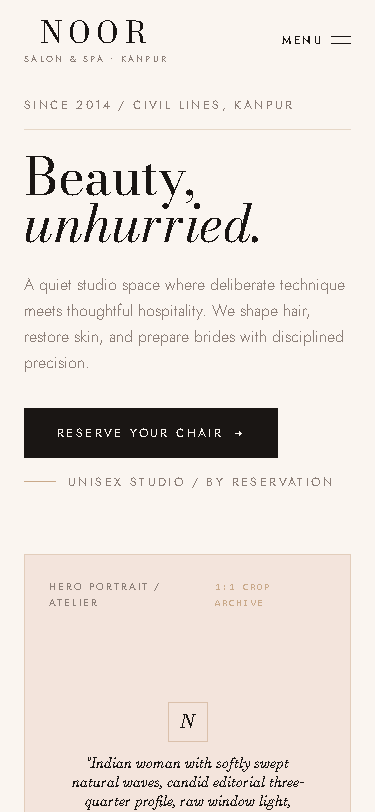 NOOR
SALON & SPA · KANPUR
MENU
SINCE 2014 / CIVIL LINES, KANPUR
Beauty,
unhurried.
A quiet studio space where deliberate technique
meets thoughtful hospitality. We shape hair,
restore skin, and prepare brides with disciplined
precision.
RESERVE YOUR CHAIR →
UNISEX STUDIO / BY RESERVATION
HERO PORTRAIT /
ATELIER
1:1 CROP
ARCHIVE
N
"Indian woman with softly swept
natural waves, candid editorial three-
quarter profile, raw window light,